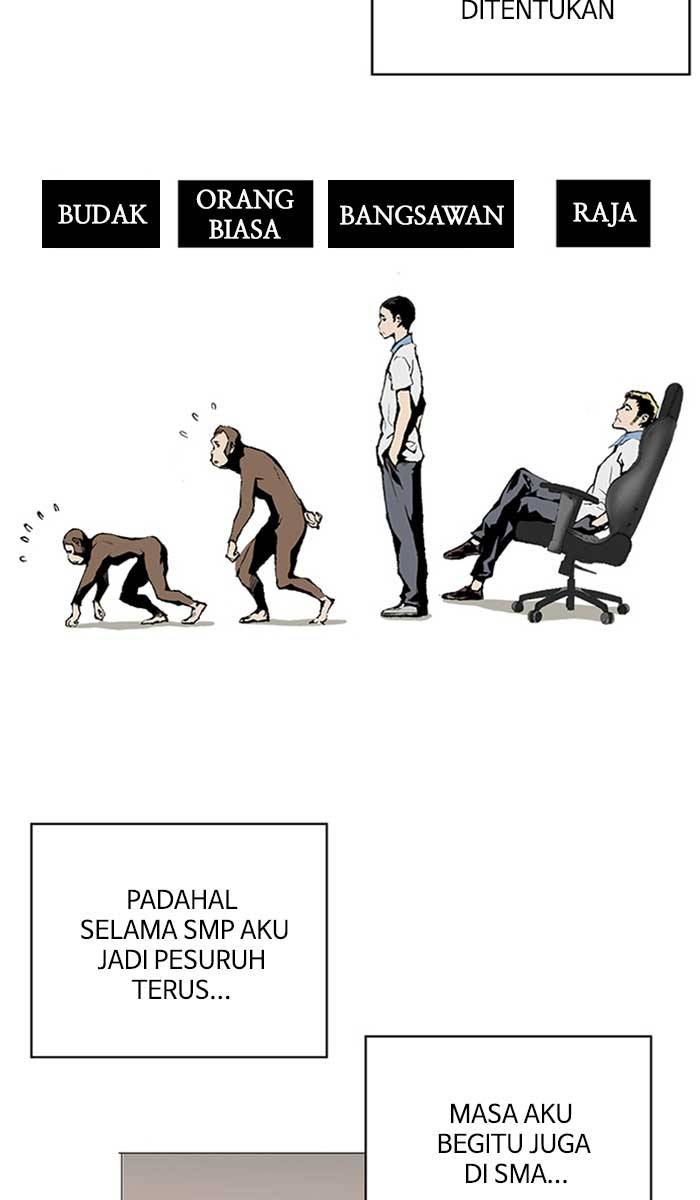 DITENTUKAN
BUDAK
ORANG
BIASA
BANGSAWAN
RAJA
PADAHAL
SELAMA SMP AKU
JADI PESURUH
TERUS...
MASA AKU
BEGITU JUGA
DI SMA...